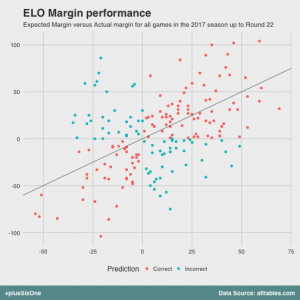 ELO Margin performance
Expected Margin versus Actual margin for all games in the 2017 season up to Round 22
100
50
0
-50
-100
-50
-25
0
25
50
75
Prediction Correct Incorrect
+plusSixOne
Data Source: afltables.com